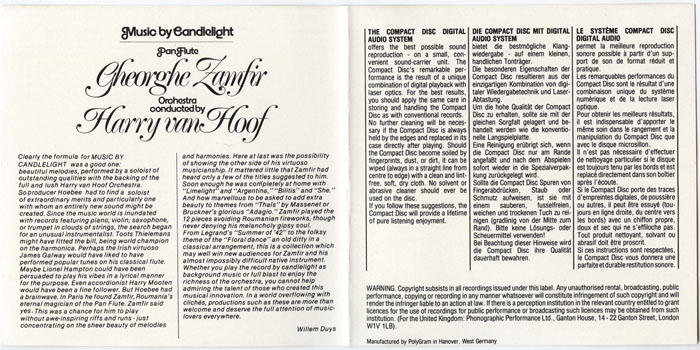 Music by Candlelight
Pan Flute
Gheorghe Zamfir
Orchestra
conducted by
Harry van Hoof
Clearly the formula for MUSIC BY
CANDLELIGHT was a good one:
beautiful melodies, performed by a soloist of
outstanding qualities with the backing of the
full and lush Harry van Hoof Orchestra.
So producer Hoebee had to find a soloist
of extraordinary merits and particularly one
with whom an entirely new sound might be
created. Since the music world is inundated
with records featuring piano, violin, saxophone,
or trumpet in clouds of strings, the search began
for an unusual instrumentalist. Toots Thielemans
might have fitted the bill, being world champion
on the harmonica. Perhaps the Irish virtuoso
James Galway would have liked to have
performed popular tunes on his classical flute.
Maybe Lionel Hampton could have been
persuaded to play his vibes in a lyrical manner
for the purpose. Even accordionist Harry Mooten
would have been a fine follower. But Hoebee had
a brainwave. In Paris he found Zamfir, Roumania's
eternal magician of the Pan Flute. Zamfir said
yes. This was a chance for him to play
without awe-inspiring riffs and runs - just
concentrating on the sheer beauty of melodies
and harmonies. Here at last was the possibility
of showing the other side of his virtuoso
musicianship. It mattered little that Zamfir had
heard only a few of the titles suggested to him.
Soon enough he was completely at home with
"Limelight" and "Argentina," "Bilitis" and "She."
And how marvellous to be asked to add extra
beauty to themes from "Thaïs" by Massenet or
Bruckner's glorious "Adagio." Zamfir played the
12 pieces avoiding Roumanian fireworks, though
never denying his melancholy gipsy soul.
From Legrand's "Summer of '42" to the folksy
theme of the "Floral dance" an old ditty in a
classical arrangement, this is a collection which
may well win new audiences for Zamfir and his
almost impossibly difficult native instrument.
Whether you play the record by candlelight as
background music or full blast to enjoy the
richness of the orchestra, you cannot help
admiring the talent of those who created this
musical innovation. In a world overflowing with
clichés, productions such as these are more than
welcome and deserve the full attention of music-
lovers everywhere.
Willem Duys
THE COMPACT DISC DIGITAL
AUDIO SYSTEM
offers the best possible sound
reproduction - on a small, con-
venient sound-carrier unit. The
Compact Disc's remarkable per-
formance is the result of a unique
combination of digital playback with
laser optics. For the best results,
you should apply the same care in
storing and handling the Compact
Disc as with conventional records.
No further cleaning will be neces-
sary if the Compact Disc is always
held by the edges and replaced in its
case directly after playing. Should
the Compact Disc become soiled by
fingerprints, dust, or dirt, it can be
wiped (always in a straight line from
centre to edge) with a clean and lint-
free, soft, dry cloth. No solvent or
abrasive cleaner should ever be
used on the disc.
If you follow these suggestions, the
Compact Disc will provide a lifetime
of pure listening enjoyment.
DIE COMPACT DISC MIT DIGITAL
AUDIO SYSTEM
bietet die bestmögliche Klang-
wiedergabe - auf einem kleinen,
handlichen Tonträger.
Die besonderen Eigenschaften der
Compact Disc resultieren aus der
einzigartigen Kombination von digi-
taler Wiedergabetechnik und Laser-
Abtastung.
Um die hohe Qualität der Compact
Disc zu erhalten, sollte sie mit der
gleichen Sorgfalt gelagert und be-
handelt werden wie die konventio-
nelle Langspielplatte.
Eine Reinigung erübrigt sich, wenn
die Compact Disc nur am Rande
angefaßt und nach dem Abspielen
sofort wieder in die Spezialverpak-
kung zurückgelegt wird.
Sollte die Compact Disc Spuren von
Fingerabdrücken, Staub oder
Schmutz aufweisen, ist sie mit
einem sauberen, fusselfreien,
weichen und trockenen Tuch zu rei-
nigen (gradlinig von der Mitte zum
Rand). Bitte keine Lösungs- oder
Scheuermittel verwenden!
Bei Beachtung dieser Hinweise wird
die Compact Disc ihre Qualität
dauerhaft bewahren.
LE SYSTÈME COMPACT DISC
DIGITAL AUDIO
permet la meilleure reproduction
sonore possible à partir d'un sup-
port de son de format réduit et
pratique.
Les remarquables performances du
Compact Disc sont le résultat d'une
combinaison unique du système
numérique et de la lecture laser
optique.
Pour obtenir les meilleurs résultats,
il est indispensable d'apporter le
même soin dans le rangement et la
manipulation du Compact Disc que
avec le disque microsillon.
Il n'est pas nécessaire d'effectuer
de nettoyage particulier si le disque
est toujours tenu par les bords et est
replacé directement dans son boîtier
après l'écoute.
Si le Compact Disc porte des traces
d'empreintes digitales, de poussière
ou autres, il peut être essuyé (tou-
jours en ligne droite, du centre vers
les bords) avec un chiffon propre,
doux et sec qui ne s'effiloche pas.
Tout produit nettoyant, solvant ou
abrasif doit être proscrit.
Si ces instructions sont respectées,
le Compact Disc vous donnera une
parfaite et durable restitution sonore.
WARNING. Copyright subsists in all recordings issued under this label. Any unauthorised rental, broadcasting, public
performance, copying or recording in any manner whatsoever will constitute infringement of such copyright and will
render the infringer liable to an action at law. If there is a perception institution in the relevant country entitled to grant
licences for the use of recordings for public performance or broadcasting such licences may be obtained from such
institution. (For the United Kingdom: Phonographic Performance Ltd., Ganton House, 14 - 22 Ganton Street, London
W1V 1LB).
Manufactured by PolyGram in Hanover, West Germany